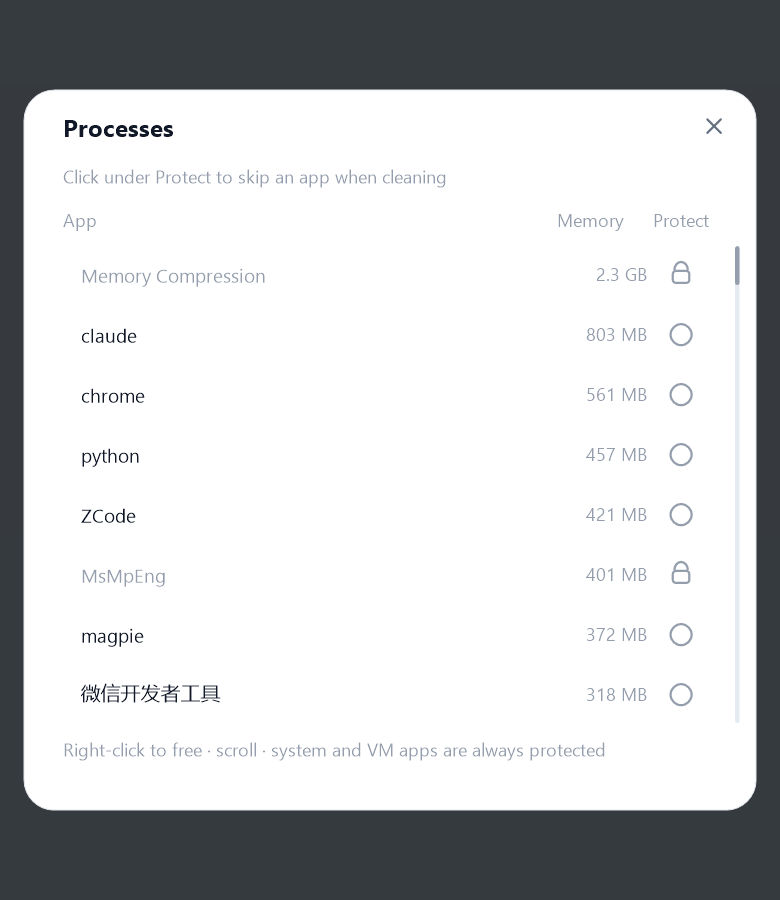 Processes
Click under Protect to skip an app when cleaning
App Memory Protect
Memory Compression 2.3 GB
claude 803 MB
chrome 561 MB
python 457 MB
ZCode 421 MB
MsMpEng 401 MB
magpie 372 MB
微信开发者工具 318 MB
Right-click to free · scroll · system and VM apps are always protected